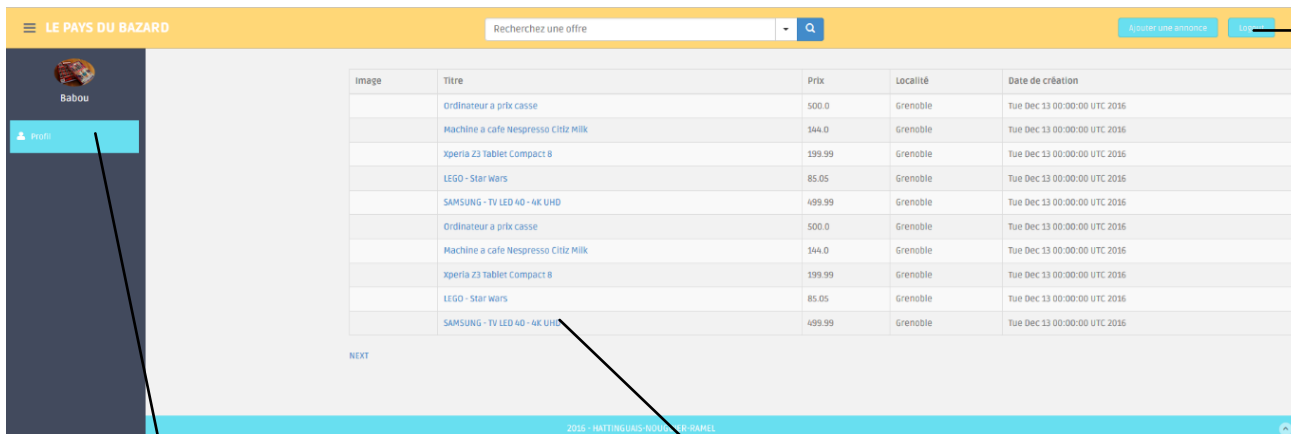 LE PAYS DU BAZARD
Recherchez une offre
Ajouter une annonce
Logout
Babou
Profil
Image Titre Prix Localité Date de création
Ordinateur a prix casse 500.0 Grenoble Tue Dec 13 00:00:00 UTC 2016
Machine a cafe Nespresso Citiz Milk 144.0 Grenoble Tue Dec 13 00:00:00 UTC 2016
Xperia Z3 Tablet Compact 8 199.99 Grenoble Tue Dec 13 00:00:00 UTC 2016
LEGO - Star Wars 85.05 Grenoble Tue Dec 13 00:00:00 UTC 2016
SAMSUNG - TV LED 40 - 4K UHD 499.99 Grenoble Tue Dec 13 00:00:00 UTC 2016
Ordinateur a prix casse 500.0 Grenoble Tue Dec 13 00:00:00 UTC 2016
Machine a cafe Nespresso Citiz Milk 144.0 Grenoble Tue Dec 13 00:00:00 UTC 2016
Xperia Z3 Tablet Compact 8 199.99 Grenoble Tue Dec 13 00:00:00 UTC 2016
LEGO - Star Wars 85.05 Grenoble Tue Dec 13 00:00:00 UTC 2016
SAMSUNG - TV LED 40 - 4K UHD 499.99 Grenoble Tue Dec 13 00:00:00 UTC 2016
NEXT
2016 - HATTINGUAIS-NOUGUIER-RAMEL